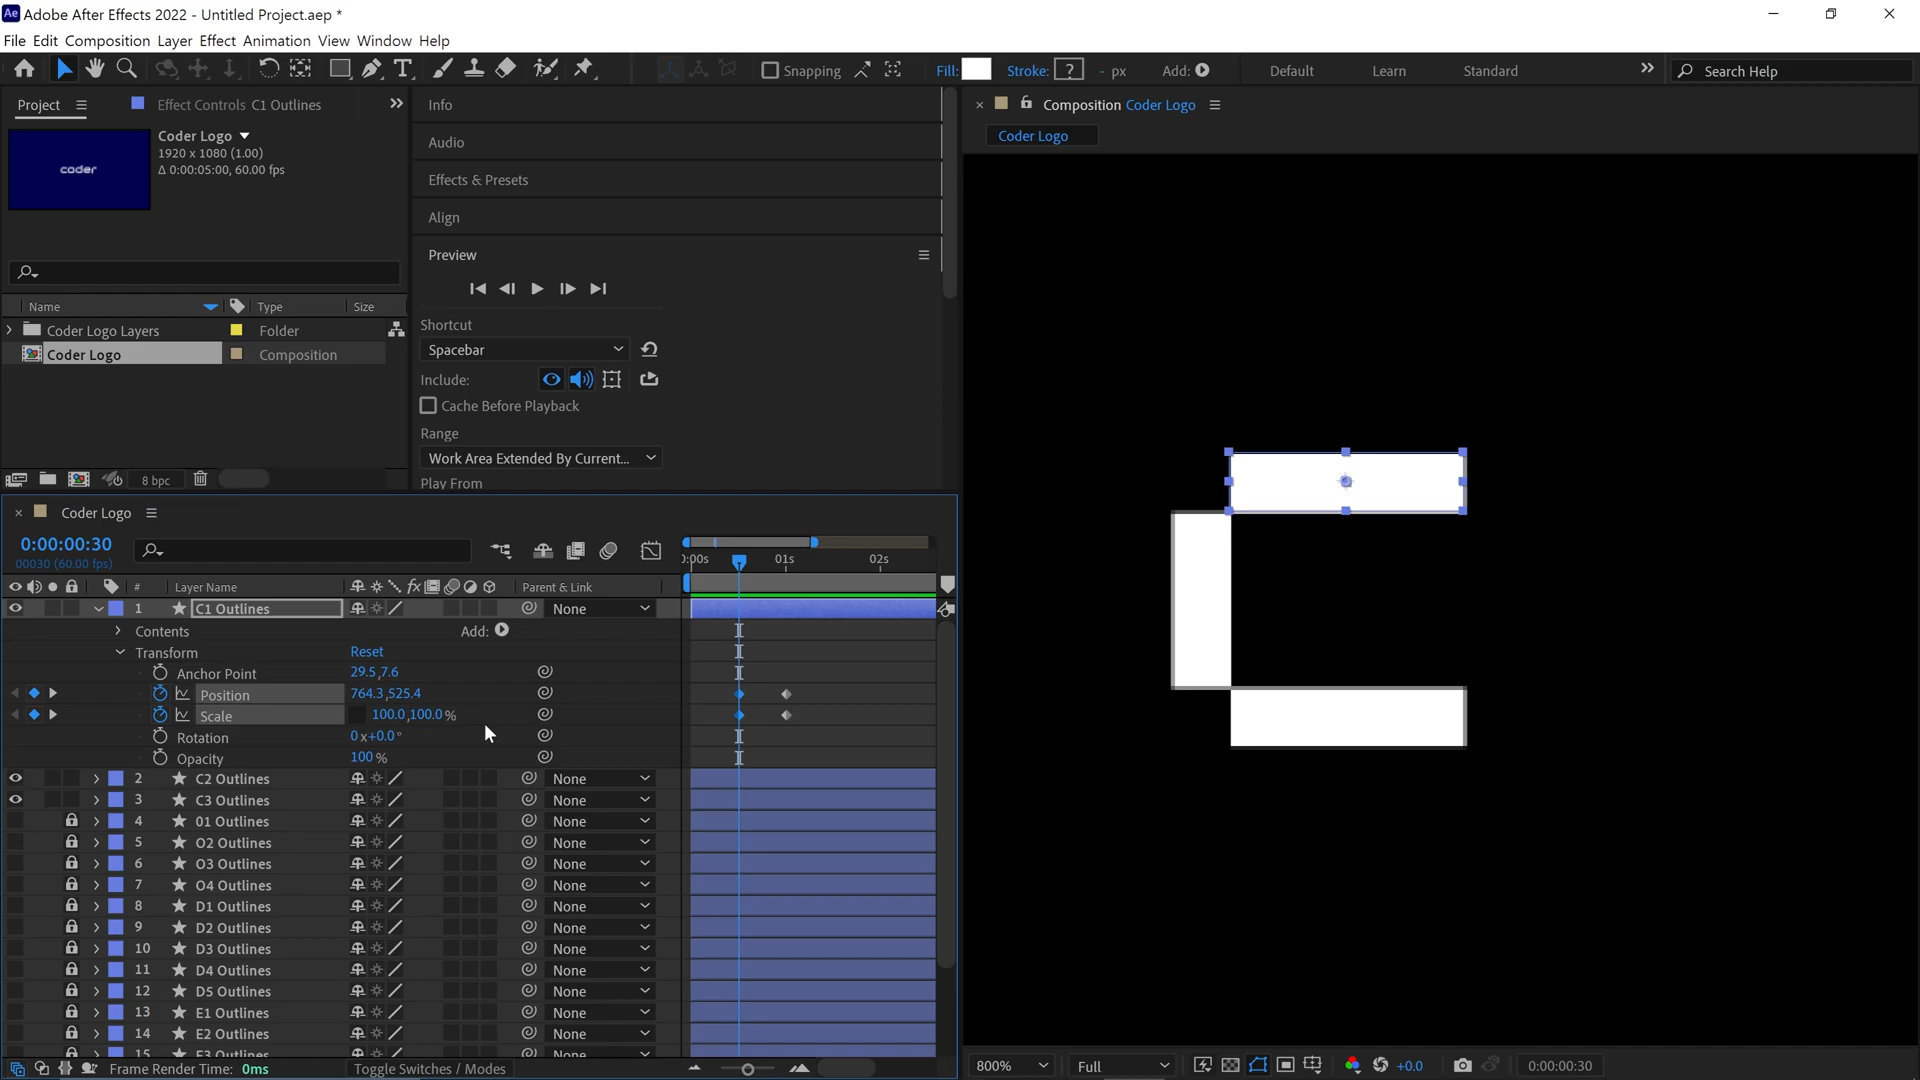 Ae Adobe After Effects 2022 - Untitled Project.aep *
File Edit Composition Layer Effect Animation View Window Help
Snapping
Fill:
Stroke: ? - px
Add:
Default
Learn
Standard
Search Help
Project
Effect Controls C1 Outlines
Coder Logo
1920 x 1080 (1.00)
Δ 0:00:05:00, 60.00 fps
coder
Name Type Size
Coder Logo Layers Folder
Coder Logo Composition
8 bpc
Info
Audio
Effects & Presets
Align
Preview
Shortcut
Spacebar
Include:
Cache Before Playback
Range
Work Area Extended By Current...
Play From
Composition Coder Logo
Coder Logo
Coder Logo
0:00:00:30
00030 (60.00 fps)
0:00s 01s 02s
# Layer Name fx Parent & Link
1 C1 Outlines None
Contents Add:
Transform Reset
Anchor Point 29.5,7.6
Position 764.3,525.4
Scale 100.0,100.0%
Rotation 0x+0.0°
Opacity 100%
2 C2 Outlines None
3 C3 Outlines None
4 01 Outlines None
5 O2 Outlines None
6 O3 Outlines None
7 O4 Outlines None
8 D1 Outlines None
9 D2 Outlines None
10 D3 Outlines None
11 D4 Outlines None
12 D5 Outlines None
13 E1 Outlines None
14 E2 Outlines None
15 E3 Outlines None
Frame Render Time: 0ms
Toggle Switches / Modes
800%
Full
+0.0
0:00:00:30